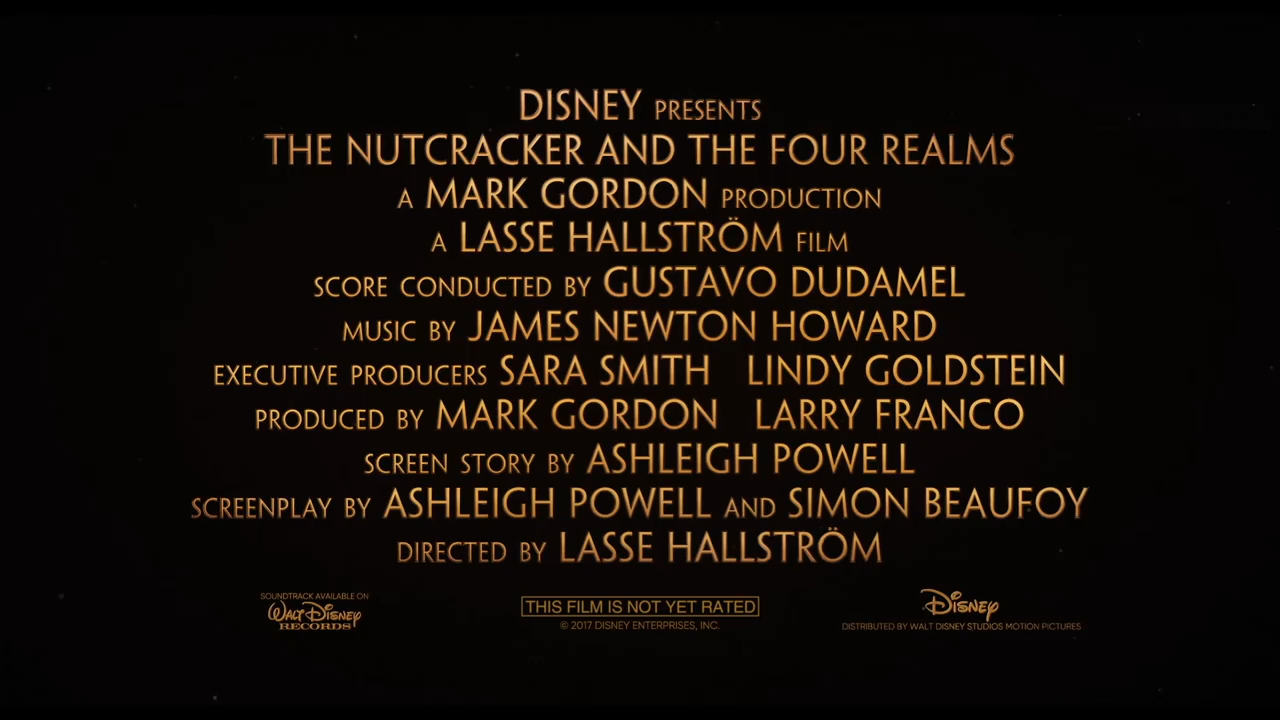 DISNEY PRESENTS
THE NUTCRACKER AND THE FOUR REALMS
A MARK GORDON PRODUCTION
A LASSE HALLSTRÖM FILM
SCORE CONDUCTED BY GUSTAVO DUDAMEL
MUSIC BY JAMES NEWTON HOWARD
EXECUTIVE PRODUCERS SARA SMITH LINDY GOLDSTEIN
PRODUCED BY MARK GORDON LARRY FRANCO
SCREEN STORY BY ASHLEIGH POWELL
SCREENPLAY BY ASHLEIGH POWELL AND SIMON BEAUFOY
DIRECTED BY LASSE HALLSTRÖM
SOUNDTRACK AVAILABLE ON
WALT DISNEY
RECORDS
THIS FILM IS NOT YET RATED
© 2017 DISNEY ENTERPRISES, INC.
DISNEY
DISTRIBUTED BY WALT DISNEY STUDIOS MOTION PICTURES